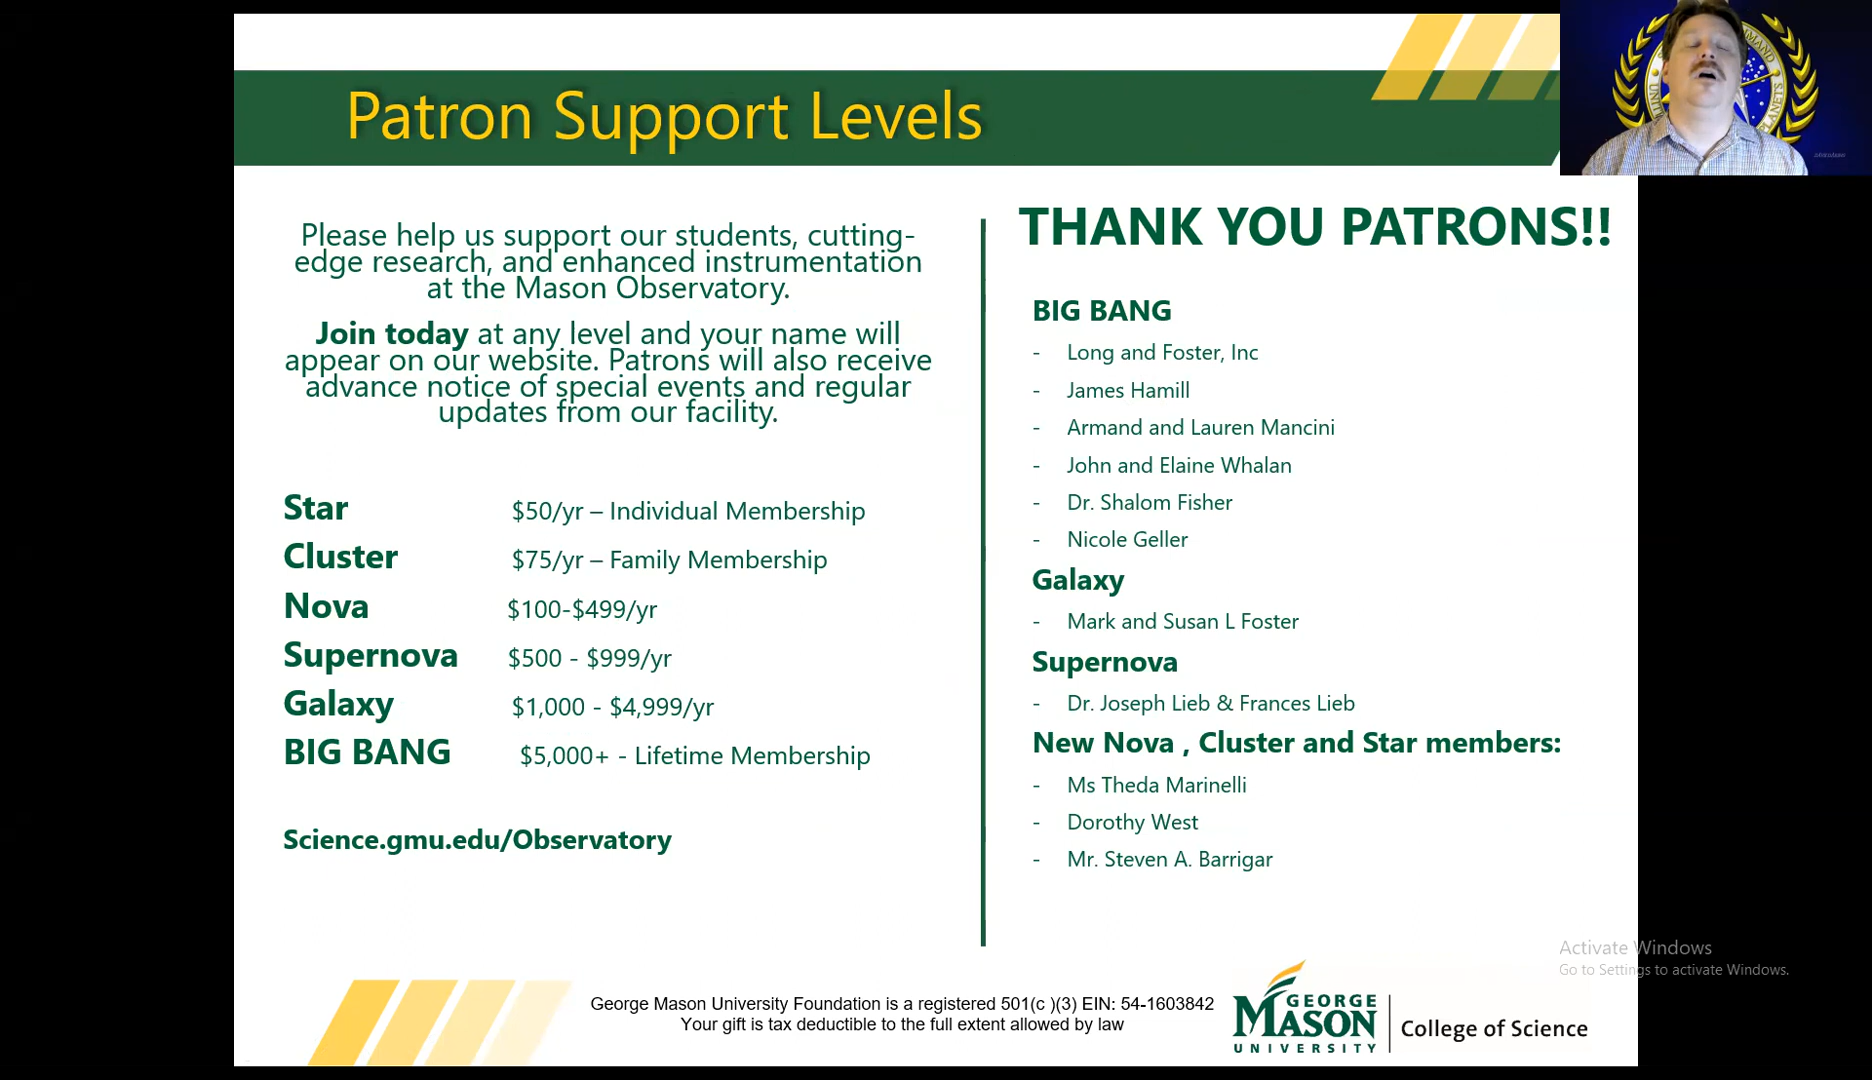 Patron Support Levels
Please help us support our students, cutting-
edge research, and enhanced instrumentation
at the Mason Observatory.
Join today at any level and your name will
appear on our website. Patrons will also receive
advance notice of special events and regular
updates from our facility.
Star $50/yr – Individual Membership
Cluster $75/yr – Family Membership
Nova $100-$499/yr
Supernova $500 - $999/yr
Galaxy $1,000 - $4,999/yr
BIG BANG $5,000+ - Lifetime Membership
Science.gmu.edu/Observatory
THANK YOU PATRONS!!
BIG BANG
- Long and Foster, Inc
- James Hamill
- Armand and Lauren Mancini
- John and Elaine Whalan
- Dr. Shalom Fisher
- Nicole Geller
Galaxy
- Mark and Susan L Foster
Supernova
- Dr. Joseph Lieb & Frances Lieb
New Nova , Cluster and Star members:
- Ms Theda Marinelli
- Dorothy West
- Mr. Steven A. Barrigar
Activate Windows
Go to Settings to activate Windows.
George Mason University Foundation is a registered 501(c )(3) EIN: 54-1603842
Your gift is tax deductible to the full extent allowed by law
GEORGE
MASON
UNIVERSITY
College of Science